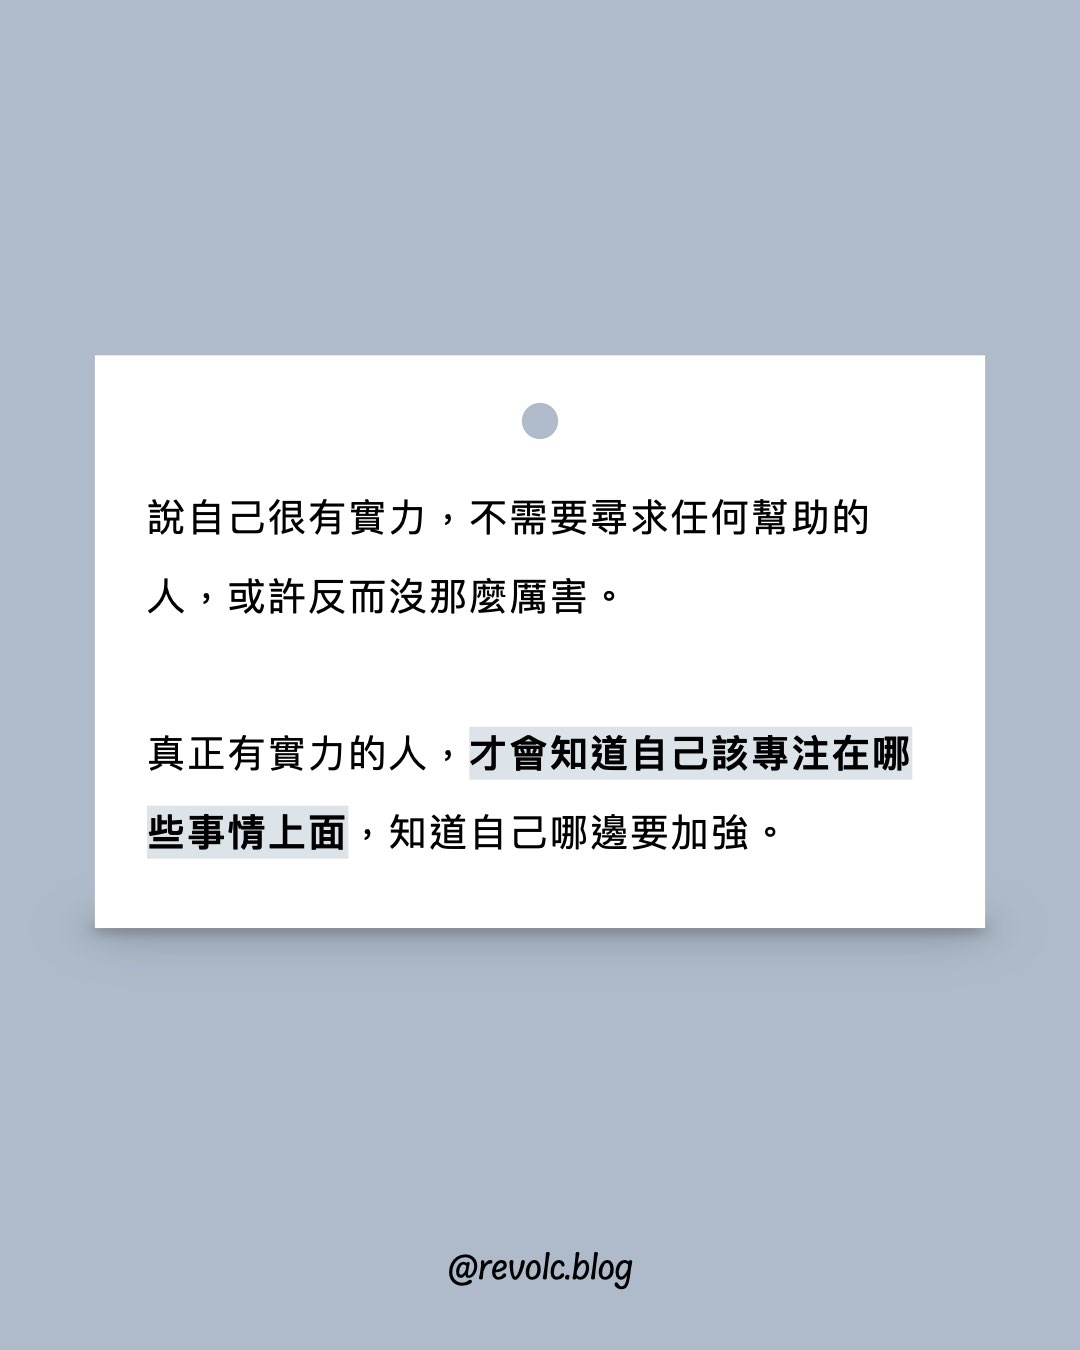 說自己很有實力，不需要尋求任何幫助的
人，或許反而沒那麼厲害。
真正有實力的人，才會知道自己該專注在哪
些事情上面，知道自己哪邊要加強。
@revolc.blog